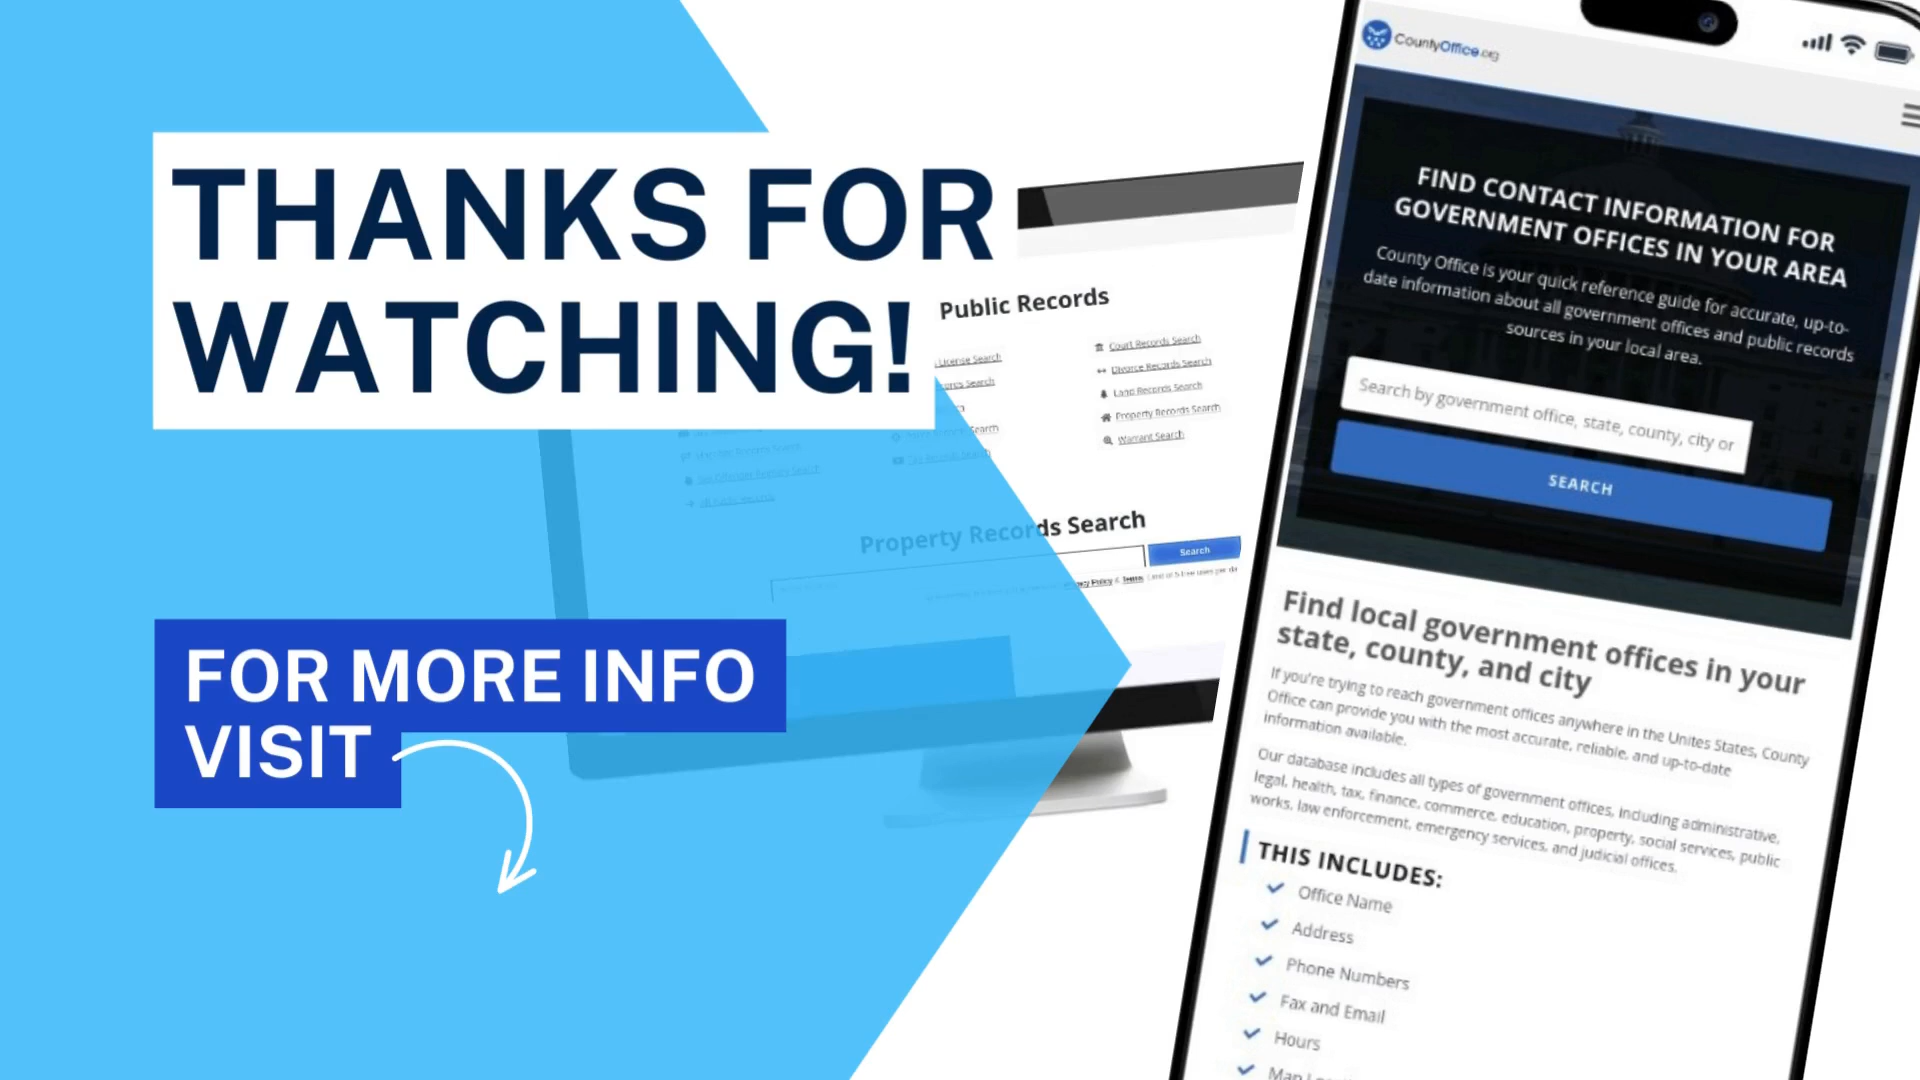 THANKS FOR
WATCHING!
FOR MORE INFO
VISIT
Public Records
License Search
Search
Search
Court Records Search
Divorce Records Search
Land Records Search
Property Records Search
Warrant Search
Property Records Search
Search
Policy & Terms
CountyOffice.org
FIND CONTACT INFORMATION FOR
GOVERNMENT OFFICES IN YOUR AREA
County Office is your quick reference guide for accurate, up-to-
date information about all government offices and public records
sources in your local area.
Search by government office, state, county, city or
SEARCH
Find local government offices in your
state, county, and city
If you're trying to reach government offices anywhere in the Unites States, County
Office can provide you with the most accurate, reliable, and up-to-date
information available.
Our database includes all types of government offices, including administrative,
legal, health, tax, finance, commerce, education, property, social services, public
works, law enforcement, emergency services, and judicial offices.
THIS INCLUDES:
Office Name
Address
Phone Numbers
Fax and Email
Hours